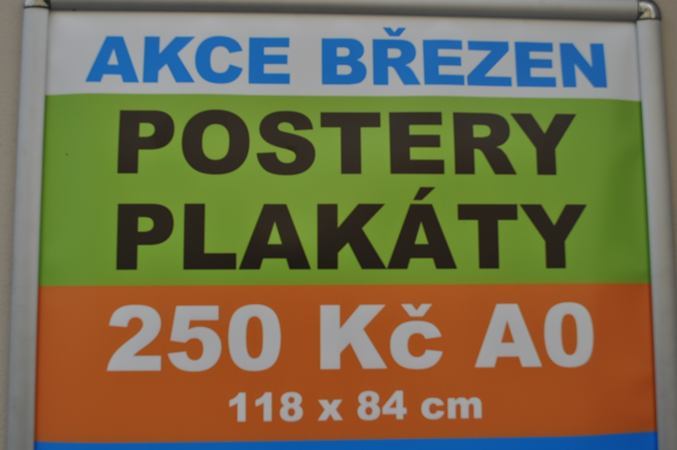 AKCE BŘEZEN
POSTERY
PLAKÁTY
250 Kč A0
118 x 84 cm